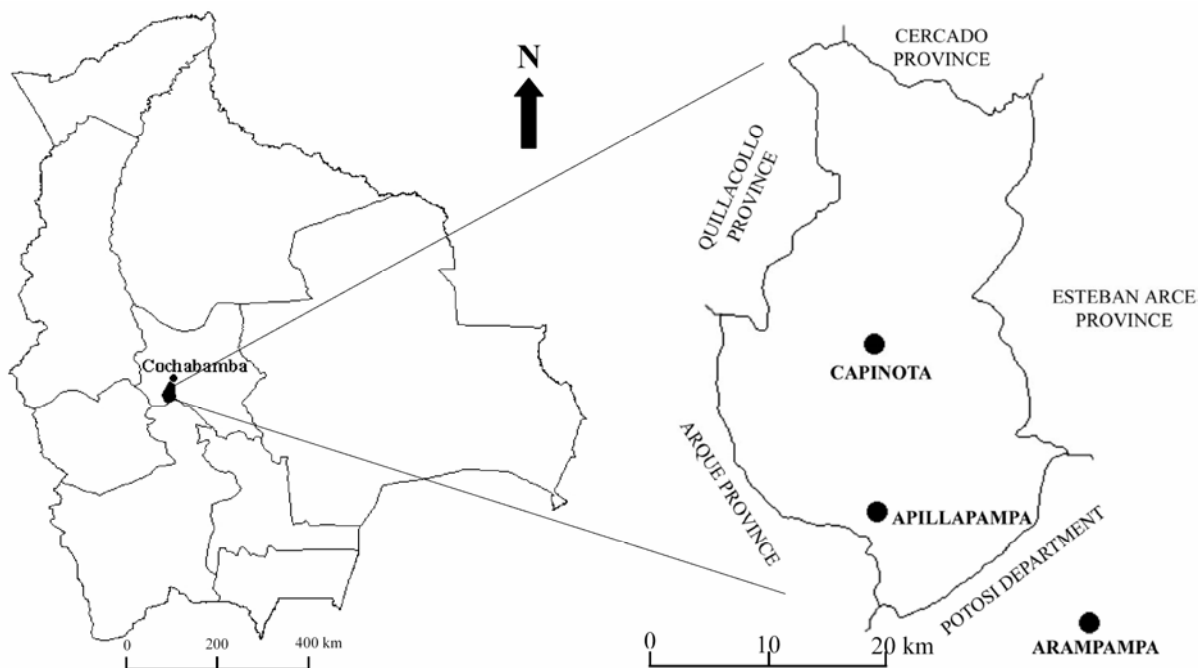 N
Cochabamba
0
200
400 km
CERCADO
PROVINCE
QUILLACOLLO
PROVINCE
ESTEBAN ARCE
PROVINCE
CAPINOTA
ARQUE PROVINCE
APILLAPAMPA
POTOSI DEPARTMENT
ARAMPAMPA
0
10
20 km